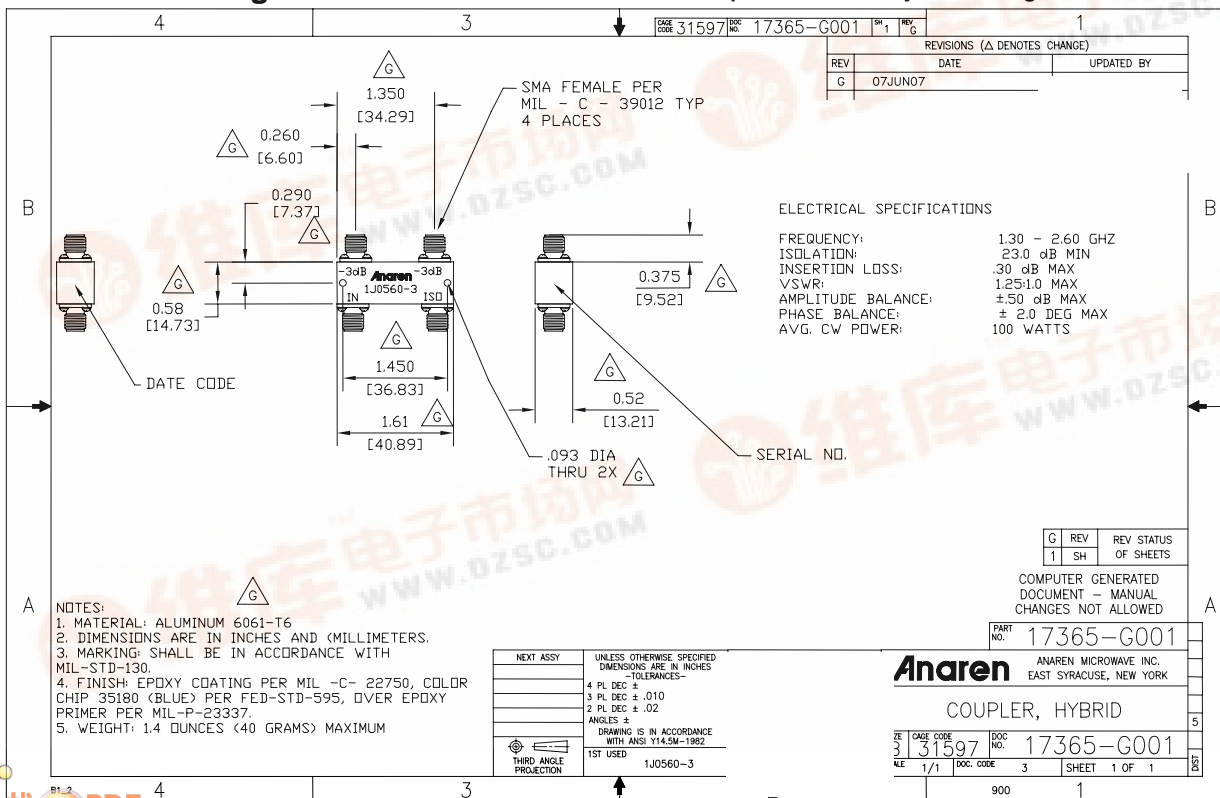 4
3
CAGE CODE 31597 DOC NO. 17365-G001 SH 1 REV G
1
REVISIONS (△ DENOTES CHANGE)
REV DATE UPDATED BY
G 07JUN07
G
1.350
[34.29]
SMA FEMALE PER
MIL - C - 39012 TYP
4 PLACES
G
0.260
[6.60]
0.290
[7.37]
G
B
B
-3dB Anaren -3dB
1J0560-3
IN ISO
G
0.58
[14.73]
0.375
[9.52]
G
ELECTRICAL SPECIFICATIONS
FREQUENCY: 1.30 - 2.60 GHZ
ISOLATION: 23.0 dB MIN
INSERTION LOSS: .30 dB MAX
VSWR: 1.25:1.0 MAX
AMPLITUDE BALANCE: ±.50 dB MAX
PHASE BALANCE: ± 2.0 DEG MAX
AVG. CW POWER: 100 WATTS
DATE CODE
G
1.450
[36.83]
G
1.61
[40.89]
G
0.52
[13.21]
.093 DIA
THRU 2X
G
SERIAL NO.
维库电子市场网
WWW.DZSC.COM
G REV REV STATUS
1 SH OF SHEETS
COMPUTER GENERATED
DOCUMENT - MANUAL
CHANGES NOT ALLOWED
A
A
G
NOTES:
1. MATERIAL: ALUMINUM 6061-T6
2. DIMENSIONS ARE IN INCHES AND (MILLIMETERS.
3. MARKING: SHALL BE IN ACCORDANCE WITH
MIL-STD-130.
4. FINISH: EPOXY COATING PER MIL -C- 22750, COLOR
CHIP 35180 (BLUE) PER FED-STD-595, OVER EPOXY
PRIMER PER MIL-P-23337.
5. WEIGHT: 1.4 OUNCES (40 GRAMS) MAXIMUM
NEXT ASSY
UNLESS OTHERWISE SPECIFIED
DIMENSIONS ARE IN INCHES
-TOLERANCES-
4 PL DEC ±
3 PL DEC ± .010
2 PL DEC ± .02
ANGLES ±
DRAWING IS IN ACCORDANCE
WITH ANSI Y14.5M-1982
THIRD ANGLE
PROJECTION
1ST USED
1J0560-3
PART NO. 17365-G001
Anaren
ANAREN MICROWAVE INC.
EAST SYRACUSE, NEW YORK
COUPLER, HYBRID
CAGE CODE 31597 DOC NO. 17365-G001
1/1 DOC. CODE 3 SHEET 1 OF 1
5
DIST
B1_2
4
3
900
1